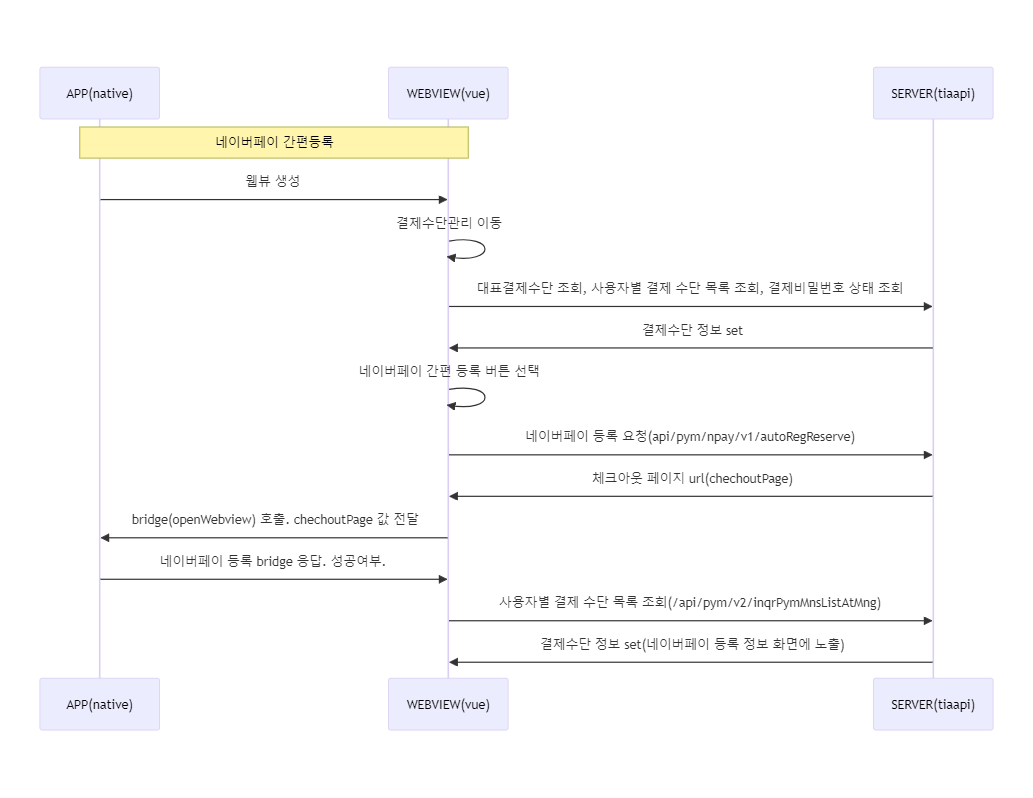 APP(native)
WEBVIEW(vue)
SERVER(tiaapi)
네이버페이 간편등록
웹뷰 생성
결제수단관리 이동
대표결제수단 조회, 사용자별 결제 수단 목록 조회, 결제비밀번호 상태 조회
결제수단 정보 set
네이버페이 간편 등록 버튼 선택
네이버페이 등록 요청(api/pym/npay/v1/autoRegReserve)
체크아웃 페이지 url(chechoutPage)
bridge(openWebview) 호출. chechoutPage 값 전달
네이버페이 등록 bridge 응답. 성공여부.
사용자별 결제 수단 목록 조회(/api/pym/v2/inqrPymMnsListAtMng)
결제수단 정보 set(네이버페이 등록 정보 화면에 노출)
APP(native)
WEBVIEW(vue)
SERVER(tiaapi)